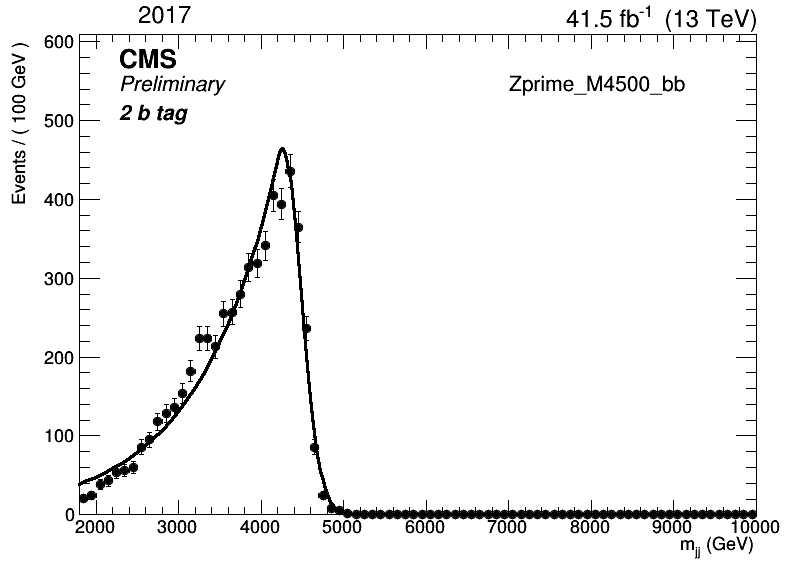 2017
41.5 fb⁻¹ (13 TeV)
CMS
Preliminary
2 b tag
Zprime_M4500_bb
Events / ( 100 GeV )
600
500
400
300
200
100
0
2000 3000 4000 5000 6000 7000 8000 9000 10000
m_jj (GeV)